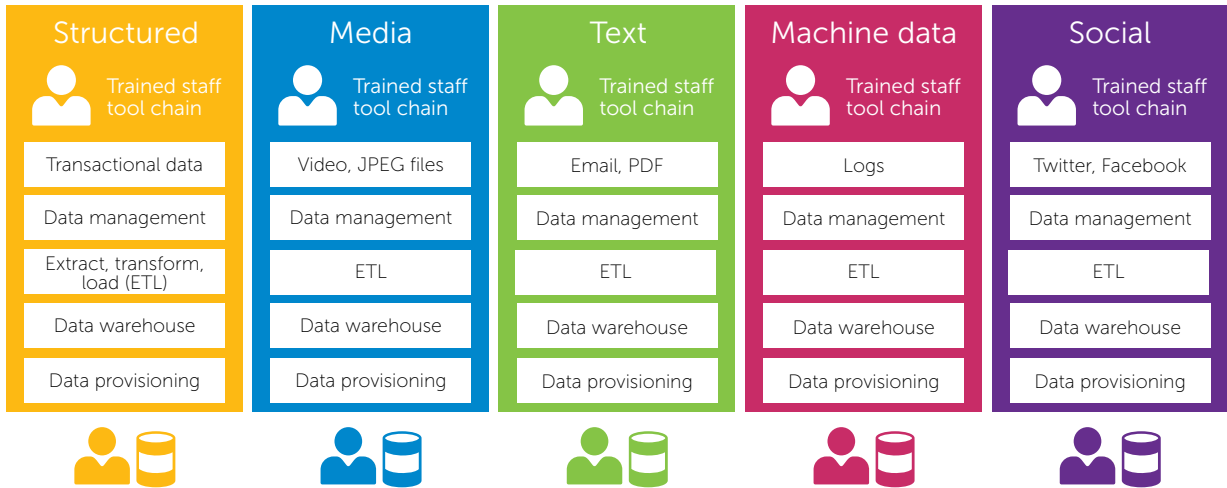 Structured
Trained staff
tool chain
Transactional data
Data management
Extract, transform,
load (ETL)
Data warehouse
Data provisioning
Media
Trained staff
tool chain
Video, JPEG files
Data management
ETL
Data warehouse
Data provisioning
Text
Trained staff
tool chain
Email, PDF
Data management
ETL
Data warehouse
Data provisioning
Machine data
Trained staff
tool chain
Logs
Data management
ETL
Data warehouse
Data provisioning
Social
Trained staff
tool chain
Twitter, Facebook
Data management
ETL
Data warehouse
Data provisioning